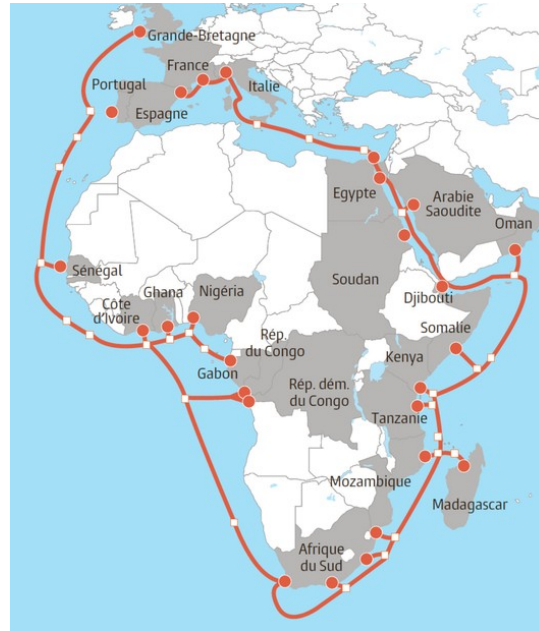 Grande-Bretagne
France
Portugal
Italie
Espagne
Egypte
Arabie
Saoudite
Oman
Soudan
Sénégal
Djibouti
Côte
d'Ivoire
Ghana
Nigéria
Somalie
Rép.
du Congo
Kenya
Gabon
Rép. dém.
du Congo
Tanzanie
Mozambique
Madagascar
Afrique
du Sud